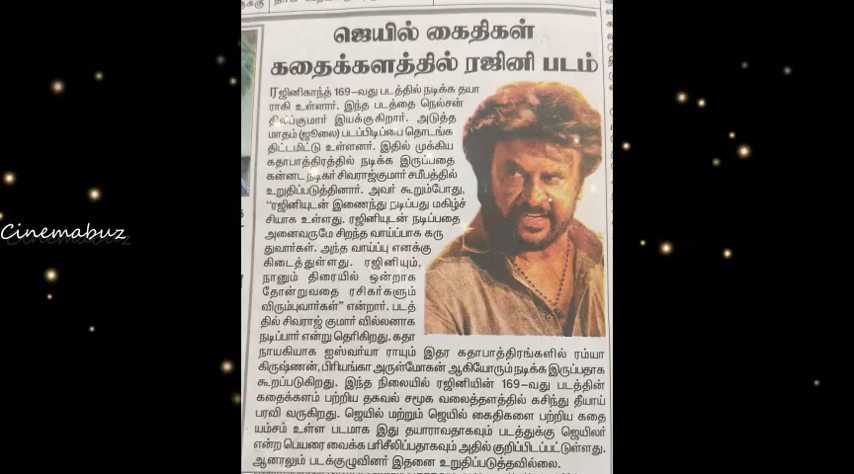 ஜெயில் கைதிகள்
கதைக்களத்தில் ரஜினி படம்
ரஜினிகாந்த் 169-வது படத்தில் நடிக்க தயா
ராகி உள்ளார். இந்த படத்தை நெல்சன்
திலீப்குமார் இயக்குகிறார். அடுத்த
மாதம் (ஜூலை) படப்பிடிப்பை தொடங்க
திட்டமிட்டு உள்ளனர். இதில் முக்கிய
கதாபாத்திரத்தில் நடிக்க இருப்பதை
கன்னட நடிகர் சிவராஜ்குமார் சமீபத்தில்
உறுதிப்படுத்தினார். அவர் கூறும்போது,
"ரஜினியுடன் இணைந்து நடிப்பது மகிழ்ச்
சியாக உள்ளது. ரஜினியுடன் நடிப்பதை
அனைவருமே சிறந்த வாய்ப்பாக கரு
துவார்கள். அந்த வாய்ப்பு எனக்கு
கிடைத்துள்ளது. ரஜினியும்,
நானும் திரையில் ஒன்றாக
தோன்றுவதை ரசிகர்களும்
விரும்புவார்கள்" என்றார். படத்
தில் சிவராஜ் குமார் வில்லனாக
நடிப்பார் என்று தெரிகிறது. கதா
நாயகியாக ஐஸ்வர்யா ராயும் இதர கதாபாத்திரங்களில் ரம்யா
கிருஷ்ணன், பிரியங்கா அருள்மோகன் ஆகியோரும் நடிக்க இருப்பதாக
கூறப்படுகிறது. இந்த நிலையில் ரஜினியின் 169-வது படத்தின்
கதைக்களம் பற்றிய தகவல் சமூக வலைத்தளத்தில் கசிந்து தீயாய்
பரவி வருகிறது. ஜெயில் மற்றும் ஜெயில் கைதிகளை பற்றிய கதை
யம்சம் உள்ள படமாக இது தயாராவதாகவும் படத்துக்கு ஜெயிலர்
என்ற பெயரை வைக்க பரிசீலிப்பதாகவும் அதில் குறிப்பிடப்பட்டுள்ளது.
ஆனாலும் படக்குழுவினர் இதனை உறுதிப்படுத்தவில்லை.
Cinemabuz